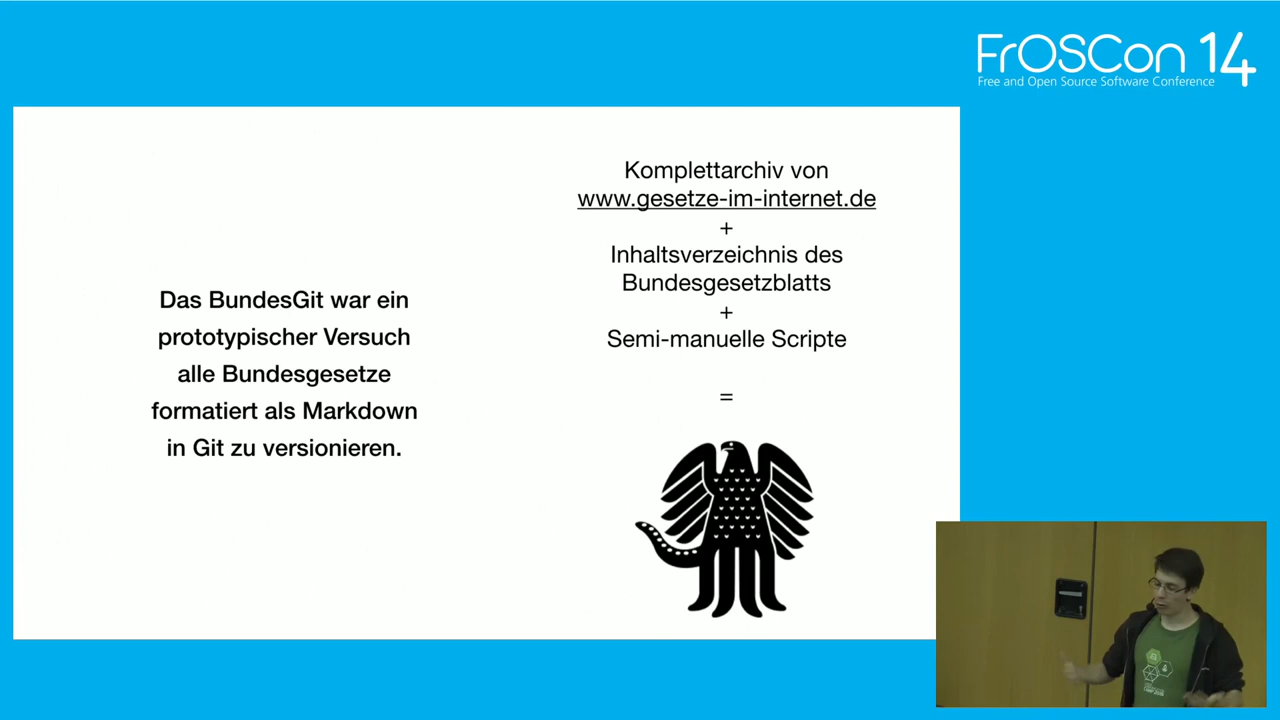 FrOSCon 14
Free and Open Source Software Conference
Das BundesGit war ein
prototypischer Versuch
alle Bundesgesetze
formatiert als Markdown
in Git zu versionieren.
Komplettarchiv von
www.gesetze-im-internet.de
+
Inhaltsverzeichnis des
Bundesgesetzblatts
+
Semi-manuelle Scripte
=